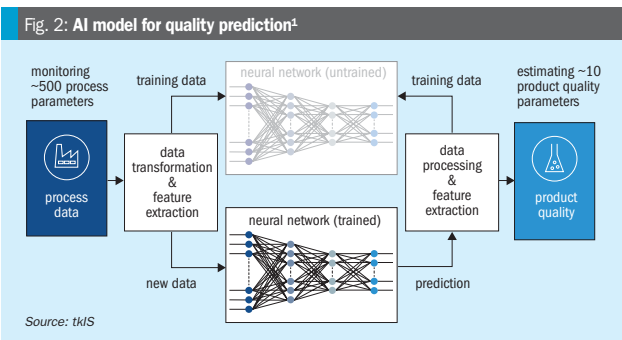 Fig. 2: AI model for quality prediction¹
monitoring
~500 process
parameters
training data
neural network (untrained)
training data
estimating ~10
product quality
parameters
process
data
data
transformation
&
feature
extraction
data
processing
&
feature
extraction
product
quality
neural network (trained)
new data
prediction
Source: tkIS